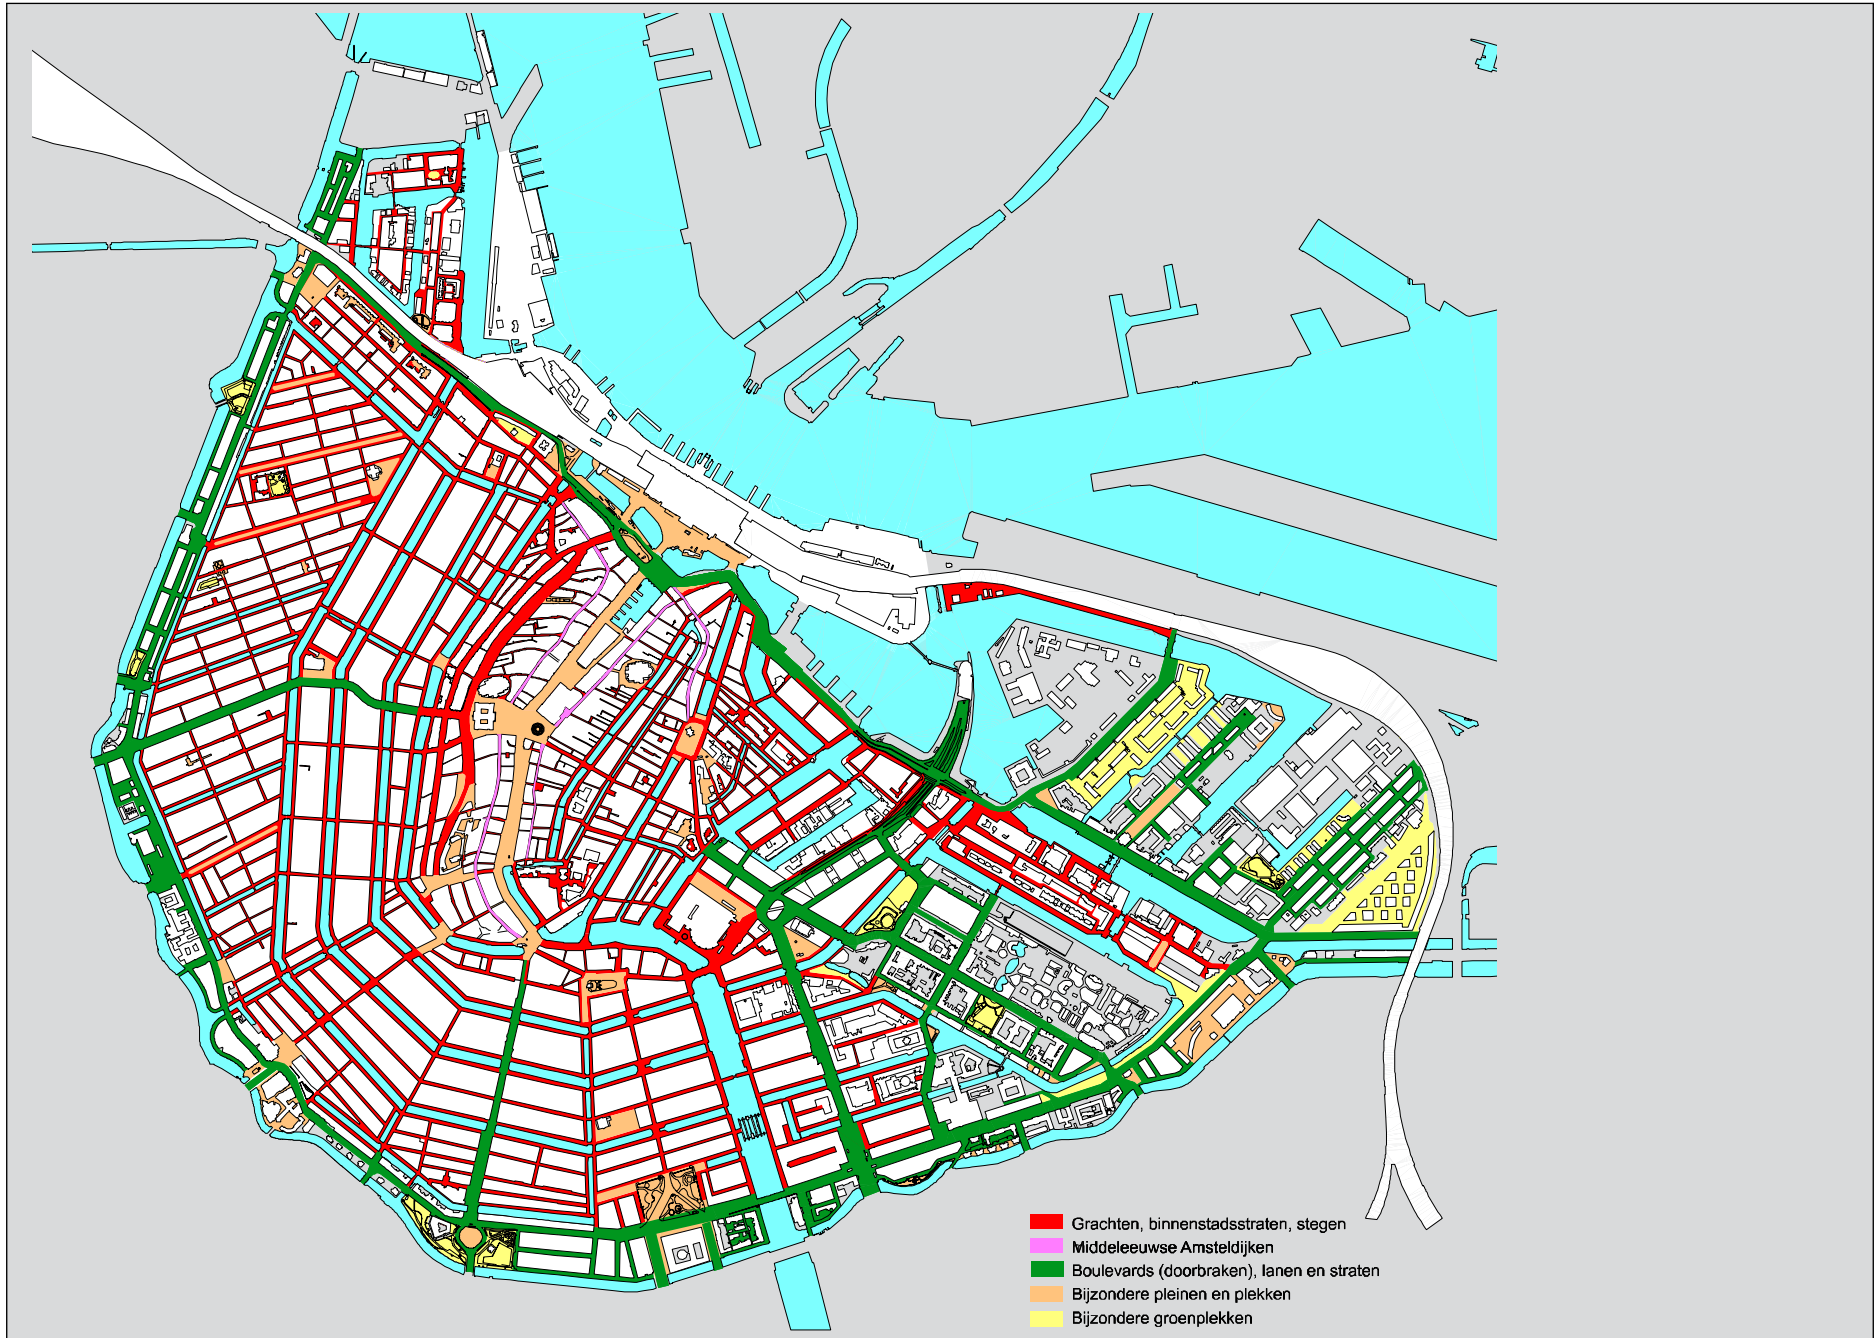 Grachten, binnenstadsstraten, stegen
Middeleeuwse Amsteldijken
Boulevards (doorbraken), lanen en straten
Bijzondere pleinen en plekken
Bijzondere groenplekken